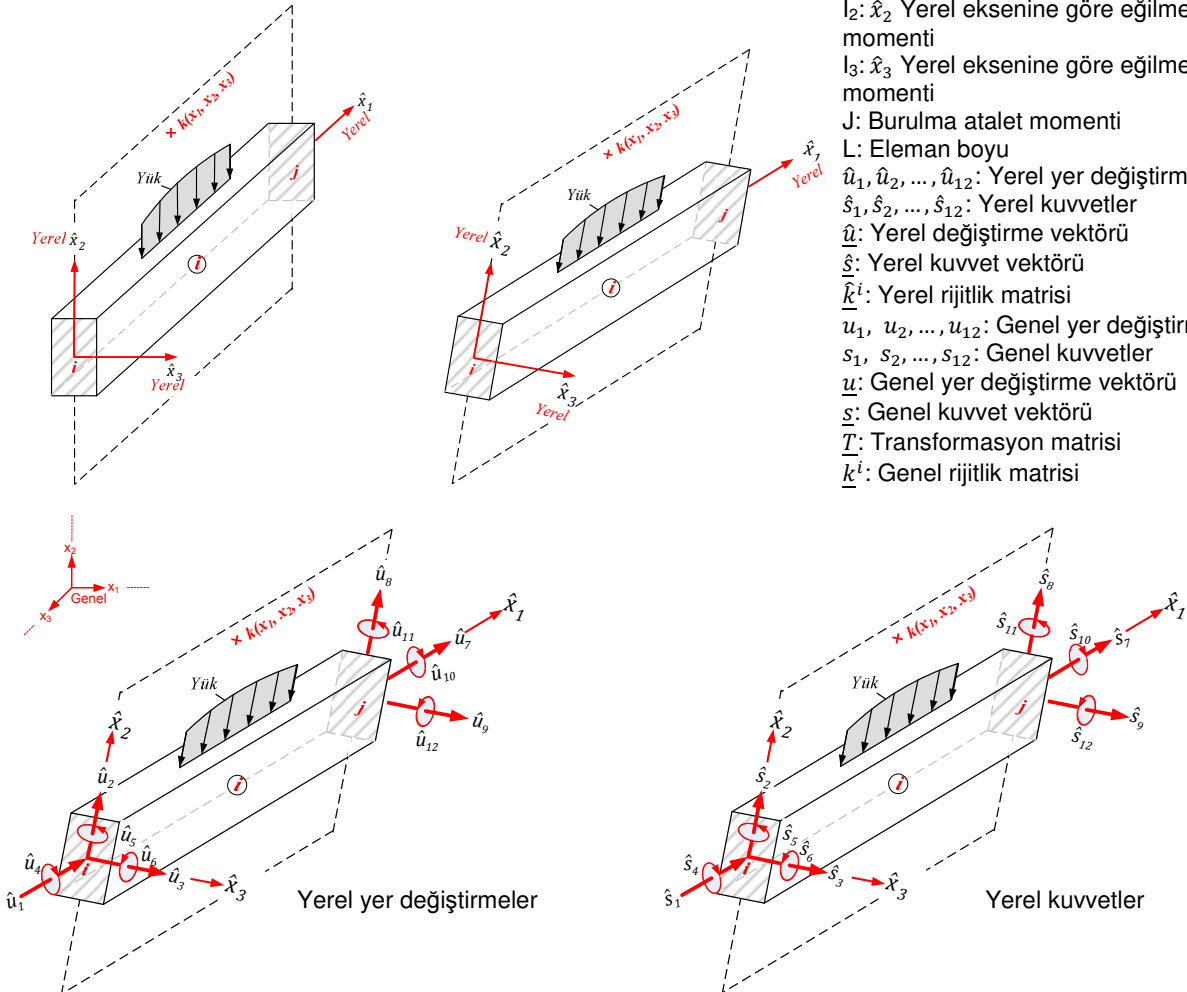 I₂: x̂₂ Yerel eksenine göre eğilme
momenti
I₃: x̂₃ Yerel eksenine göre eğilme
momenti
J: Burulma atalet momenti
L: Eleman boyu
û₁, û₂, ..., û₁₂: Yerel yer değiştirm
ŝ₁, ŝ₂, ..., ŝ₁₂: Yerel kuvvetler
û: Yerel değiştirme vektörü
ŝ: Yerel kuvvet vektörü
k̂ⁱ: Yerel rijitlik matrisi
u₁, u₂, ..., u₁₂: Genel yer değiştir
s₁, s₂, ..., s₁₂: Genel kuvvetler
u: Genel yer değiştirme vektörü
s: Genel kuvvet vektörü
T: Transformasyon matrisi
kⁱ: Genel rijitlik matrisi
+ k(x₁, x₂, x₃)
x̂₁
Yerel
Yük
j
Yerel x̂₂
i
i
x̂₃
Yerel
× k(x₁, x₂, x₃)
x̂₁
Yerel
Yük
j
Yerel x̂₂
i
i
x̂₃
Yerel
x₂
x₁
Genel
x₃
× k(x₁, x₂, x₃)
û₈
x̂₁
û₁₁
û₇
û₁₀
Yük
j
û₉
û₁₂
x̂₂
û₂
i
û₅
û₄
i
û₆
û₃
x̂₃
û₁
Yerel yer değiştirmeler
× k(x₁, x₂, x₃)
ŝ₈
x̂₁
ŝ₁₁
ŝ₁₀
ŝ₇
Yük
j
ŝ₉
ŝ₁₂
x̂₂
ŝ₂
i
ŝ₅
ŝ₆
ŝ₄
i
ŝ₃
x̂₃
ŝ₁
Yerel kuvvetler